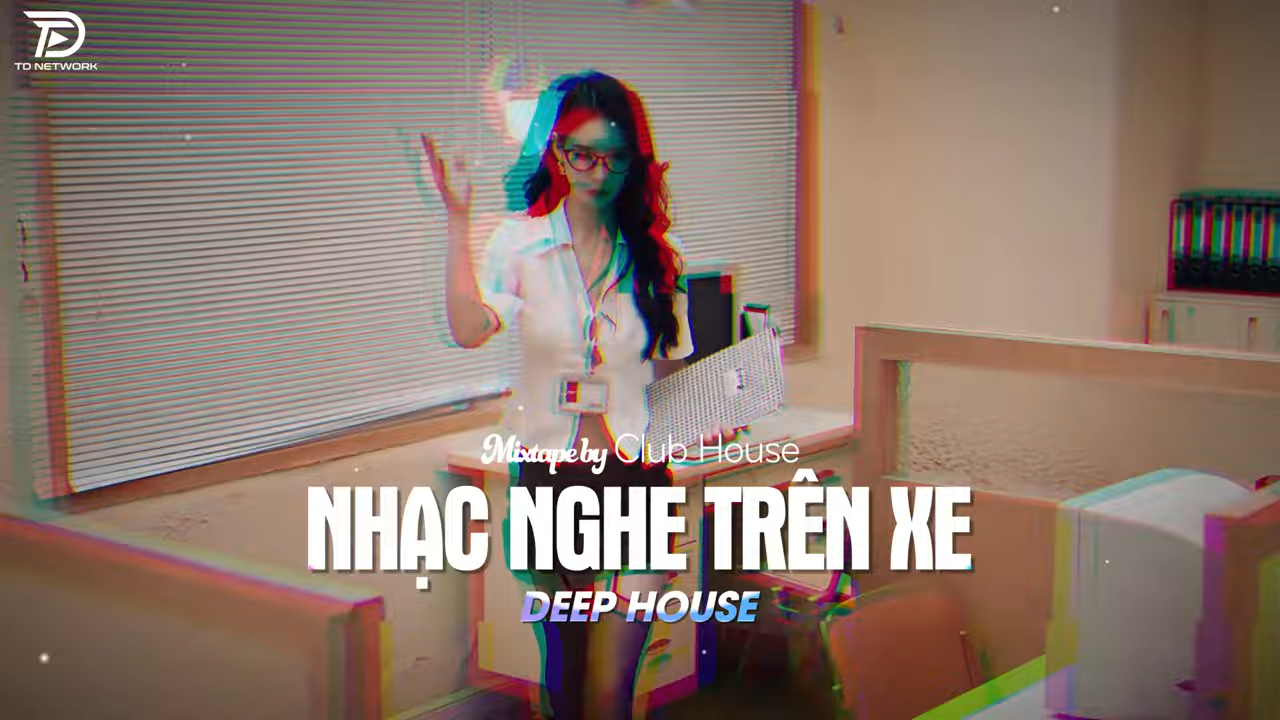 TD NETWORK
Mixtape by Club House
NHẠC NGHE TRÊN XE
DEEP HOUSE